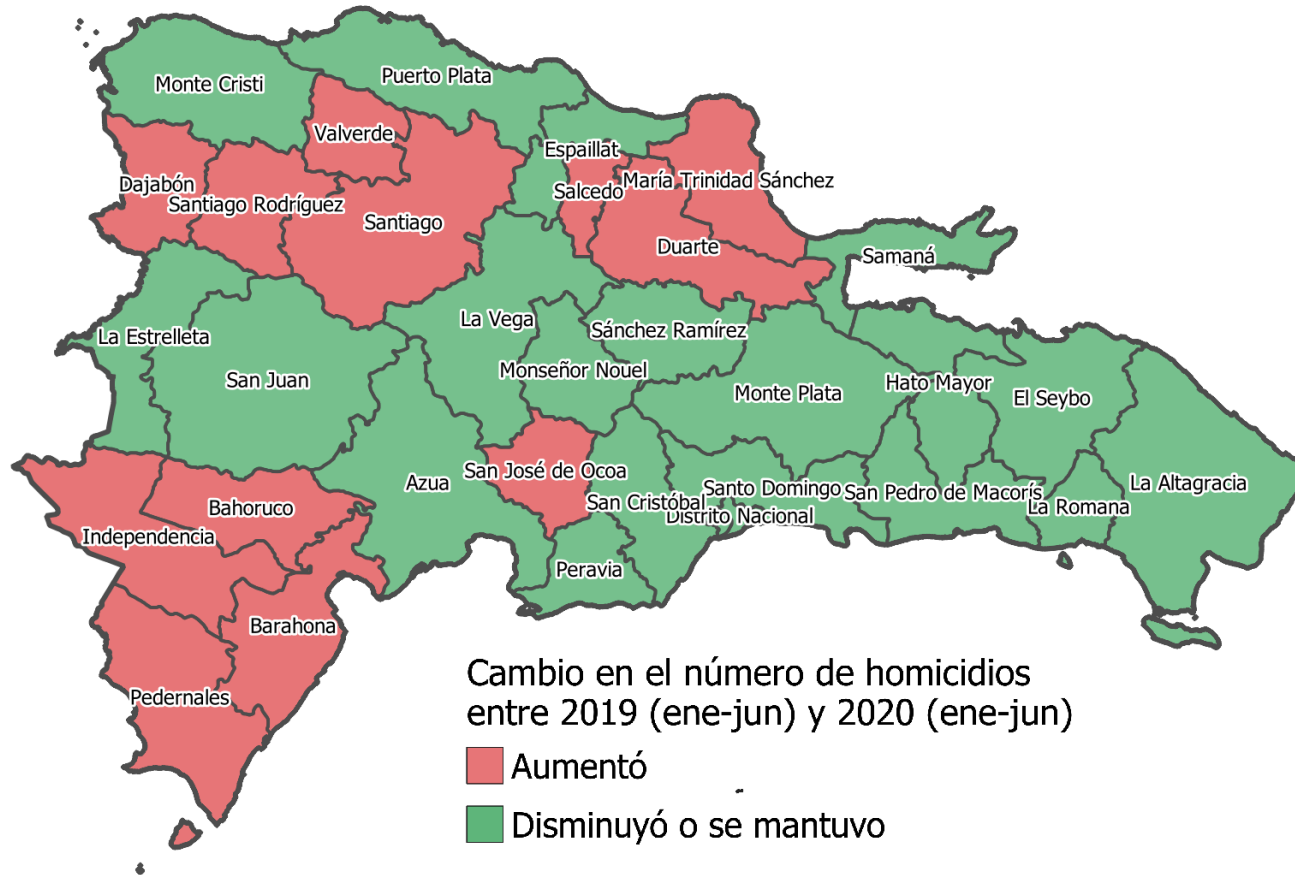 Puerto Plata
Monte Cristi
Valverde
Espaillat
Dajabón
María Trinidad Sánchez
Salcedo
Santiago Rodríguez
Santiago
Duarte
Samaná
La Vega
Sánchez Ramírez
La Estrelleta
San Juan
Monseñor Nouel
Hato Mayor
Monte Plata
El Seybo
San José de Ocoa
Azua
La Altagracia
Santo Domingo
San Pedro de Macorís
San Cristóbal
La Romana
Bahoruco
Distrito Nacional
Independencia
Peravia
Barahona
Pedernales
Cambio en el número de homicidios
entre 2019 (ene-jun) y 2020 (ene-jun)
Aumentó
Disminuyó o se mantuvo